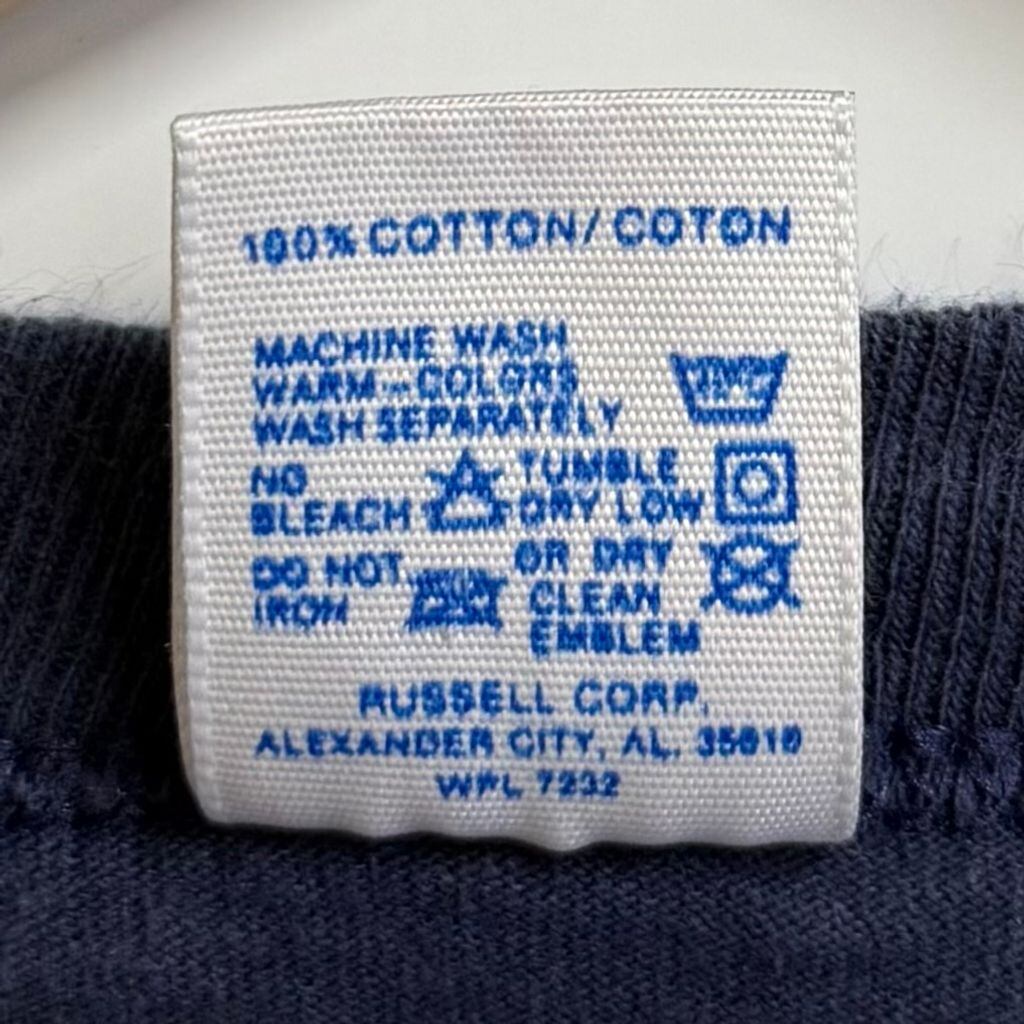 100% COTTON/ COTON
MACHINE WASH
WARM-COLORS
WASH SEPARATELY
NO
BLEACH
TUMBLE
DRY LOW
DO NOT
IRON
OR DRY
CLEAN
EMBLEM
RUSSELL CORP.
ALEXANDER CITY, AL. 35010
WPL 7232